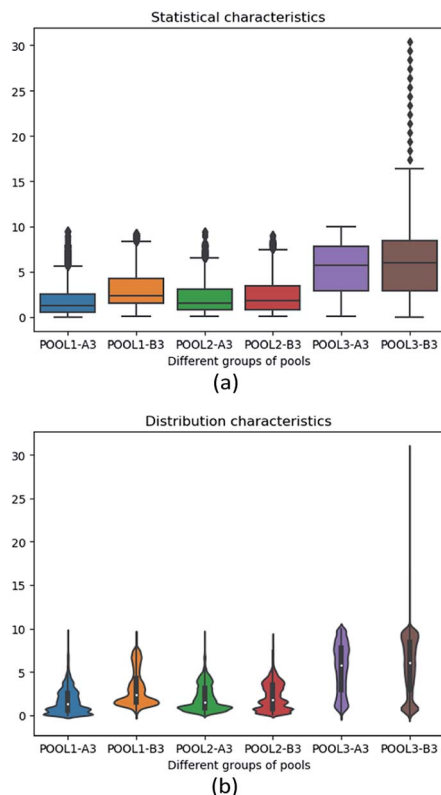 Statistical characteristics
30
25
20
15
10
5
0
POOL1-A3 POOL1-B3 POOL2-A3 POOL2-B3 POOL3-A3 POOL3-B3
Different groups of pools
(a)
Distribution characteristics
30
25
20
15
10
5
0
POOL1-A3 POOL1-B3 POOL2-A3 POOL2-B3 POOL3-A3 POOL3-B3
Different groups of pools
(b)